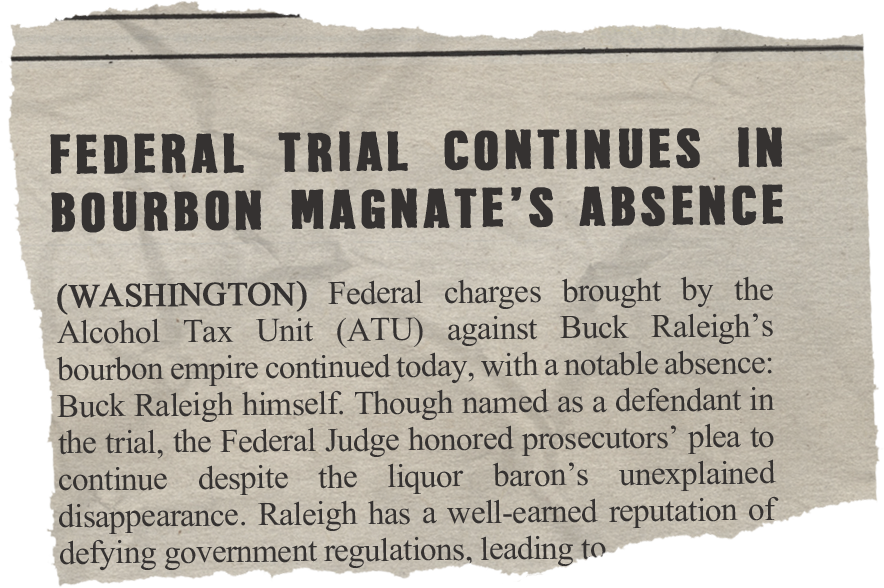 FEDERAL TRIAL CONTINUES IN
BOURBON MAGNATE'S ABSENCE
(WASHINGTON) Federal charges brought by the
Alcohol Tax Unit (ATU) against Buck Raleigh's
bourbon empire continued today, with a notable absence:
Buck Raleigh himself. Though named as a defendant in
the trial, the Federal Judge honored prosecutors' plea to
continue despite the liquor baron's unexplained
disappearance. Raleigh has a well-earned reputation of
defying government regulations, leading to